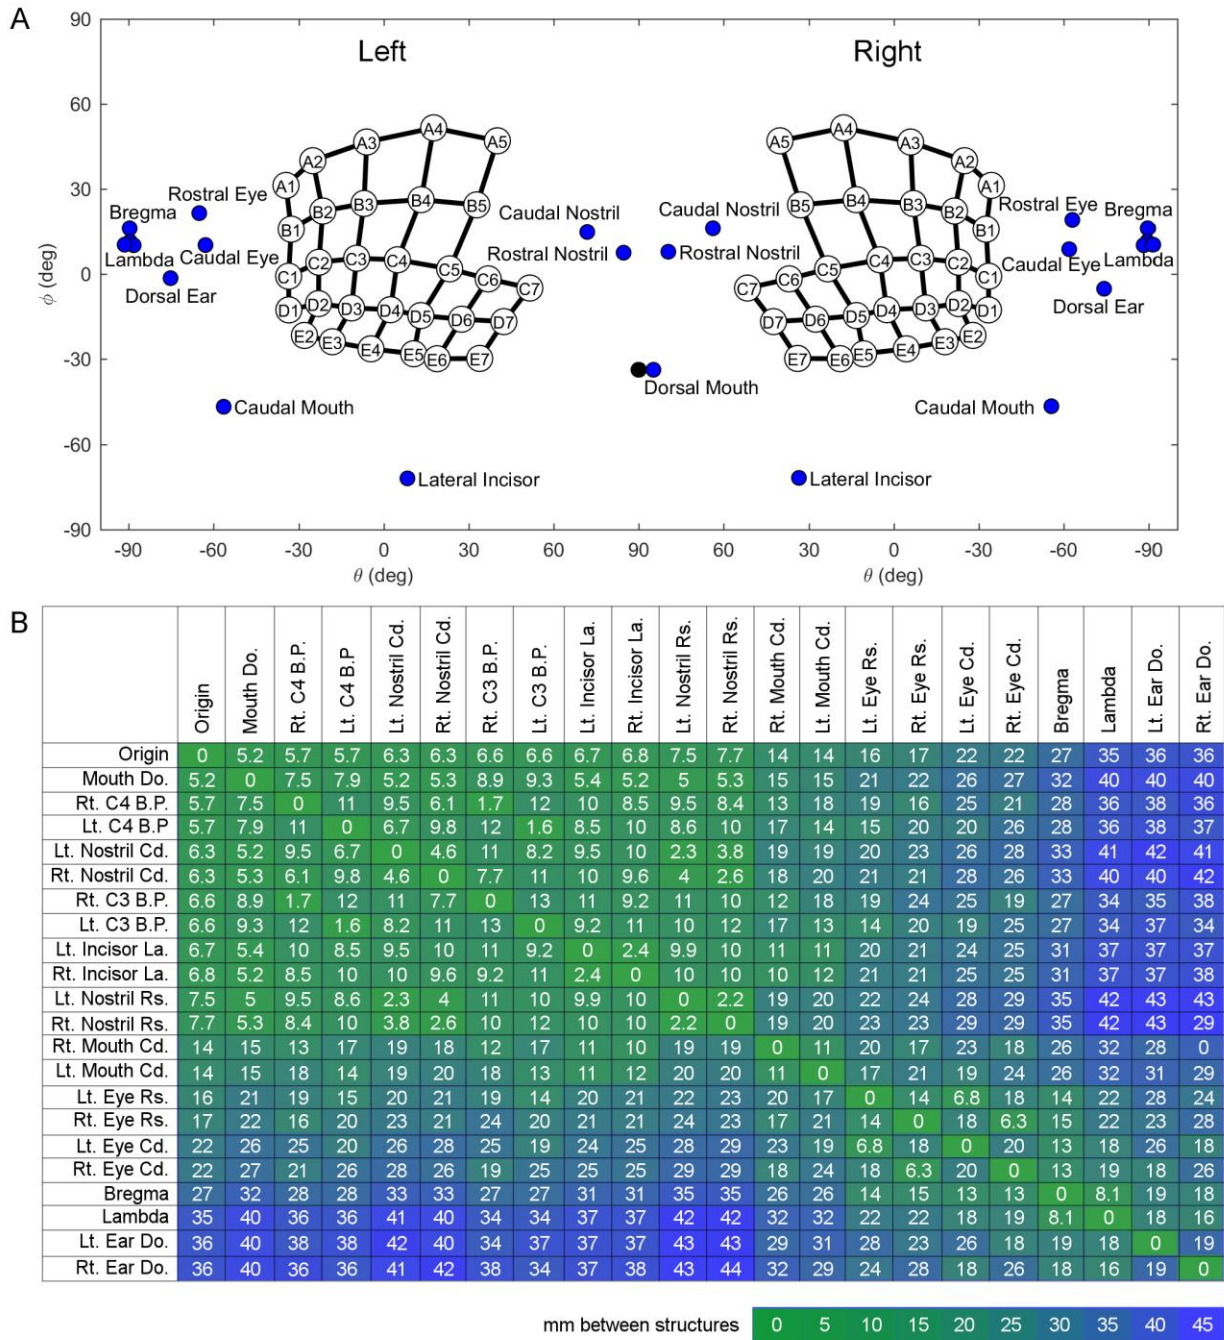 A
Left
Right
90
60
30
0
-30
-60
-90
ϕ (deg)
A1 A2 A3 A4 A5
B1 B2 B3 B4 B5
C1 C2 C3 C4 C5 C6 C7
D1 D2 D3 D4 D5 D6 D7
E2 E3 E4 E5 E6 E7
A5 A4 A3 A2 A1
B5 B4 B3 B2 B1
C7 C6 C5 C4 C3 C2 C1
D7 D6 D5 D4 D3 D2 D1
E7 E6 E5 E4 E3 E2
Rostral Eye
Bregma
Lambda
Caudal Eye
Dorsal Ear
Caudal Mouth
Lateral Incisor
Caudal Nostril
Rostral Nostril
Caudal Nostril
Rostral Nostril
Dorsal Mouth
Rostral Eye
Bregma
Caudal Eye
Lambda
Dorsal Ear
Caudal Mouth
Lateral Incisor
-90 -60 -30 0 30 60 90 60 30 0 -30 -60 -90
θ (deg)
θ (deg)
B
Origin
Mouth Do.
Rt. C4 B.P.
Lt. C4 B.P
Lt. Nostril Cd.
Rt. Nostril Cd.
Rt. C3 B.P.
Lt. C3 B.P.
Lt. Incisor La.
Rt. Incisor La.
Lt. Nostril Rs.
Rt. Nostril Rs.
Rt. Mouth Cd.
Lt. Mouth Cd.
Lt. Eye Rs.
Rt. Eye Rs.
Lt. Eye Cd.
Rt. Eye Cd.
Bregma
Lambda
Lt. Ear Do.
Rt. Ear Do.
Origin 0 5.2 5.7 5.7 6.3 6.3 6.6 6.6 6.7 6.8 7.5 7.7 14 14 16 17 22 22 27 35 36 36
Mouth Do. 5.2 0 7.5 7.9 5.2 5.3 8.9 9.3 5.4 5.2 5 5.3 15 15 21 22 26 27 32 40 40 40
Rt. C4 B.P. 5.7 7.5 0 11 9.5 6.1 1.7 12 10 8.5 9.5 8.4 13 18 19 16 25 21 28 36 38 36
Lt. C4 B.P 5.7 7.9 11 0 6.7 9.8 12 1.6 8.5 10 8.6 10 17 14 15 20 20 26 28 36 38 37
Lt. Nostril Cd. 6.3 5.2 9.5 6.7 0 4.6 11 8.2 9.5 10 2.3 3.8 19 19 20 23 26 28 33 41 42 41
Rt. Nostril Cd. 6.3 5.3 6.1 9.8 4.6 0 7.7 11 10 9.6 4 2.6 18 20 21 21 28 26 33 40 40 42
Rt. C3 B.P. 6.6 8.9 1.7 12 11 7.7 0 13 11 9.2 11 10 12 18 19 24 25 19 27 34 35 38
Lt. C3 B.P. 6.6 9.3 12 1.6 8.2 11 13 0 9.2 11 10 12 17 13 14 20 19 25 27 34 37 34
Lt. Incisor La. 6.7 5.4 10 8.5 9.5 10 11 9.2 0 2.4 9.9 10 11 11 20 21 24 25 31 37 37 37
Rt. Incisor La. 6.8 5.2 8.5 10 10 9.6 9.2 11 2.4 0 10 10 10 12 21 21 25 25 31 37 37 38
Lt. Nostril Rs. 7.5 5 9.5 8.6 2.3 4 11 10 9.9 10 0 2.2 19 20 22 24 28 29 35 42 43 43
Rt. Nostril Rs. 7.7 5.3 8.4 10 3.8 2.6 10 12 10 10 2.2 0 19 20 23 23 29 29 35 42 43 29
Rt. Mouth Cd. 14 15 13 17 19 18 12 17 11 10 19 19 0 11 20 17 23 18 26 32 28 0
Lt. Mouth Cd. 14 15 18 14 19 20 18 13 11 12 20 20 11 0 17 21 19 24 26 32 31 29
Lt. Eye Rs. 16 21 19 15 20 21 19 14 20 21 22 23 20 17 0 14 6.8 18 14 22 28 24
Rt. Eye Rs. 17 22 16 20 23 21 24 20 21 21 24 23 17 21 14 0 18 6.3 15 22 23 28
Lt. Eye Cd. 22 26 25 20 26 28 25 19 24 25 28 29 23 19 6.8 18 0 20 13 18 26 18
Rt. Eye Cd. 22 27 21 26 28 26 19 25 25 25 29 29 18 24 18 6.3 20 0 13 19 18 26
Bregma 27 32 28 28 33 33 27 27 31 31 35 35 26 26 14 15 13 13 0 8.1 19 18
Lambda 35 40 36 36 41 40 34 34 37 37 42 42 32 32 22 22 18 19 8.1 0 18 16
Lt. Ear Do. 36 40 38 38 42 40 34 37 37 37 43 43 29 31 28 23 26 18 19 18 0 19
Rt. Ear Do. 36 40 36 36 41 42 38 34 37 38 43 44 32 29 24 28 18 26 18 16 19 0
mm between structures 0 5 10 15 20 25 30 35 40 45